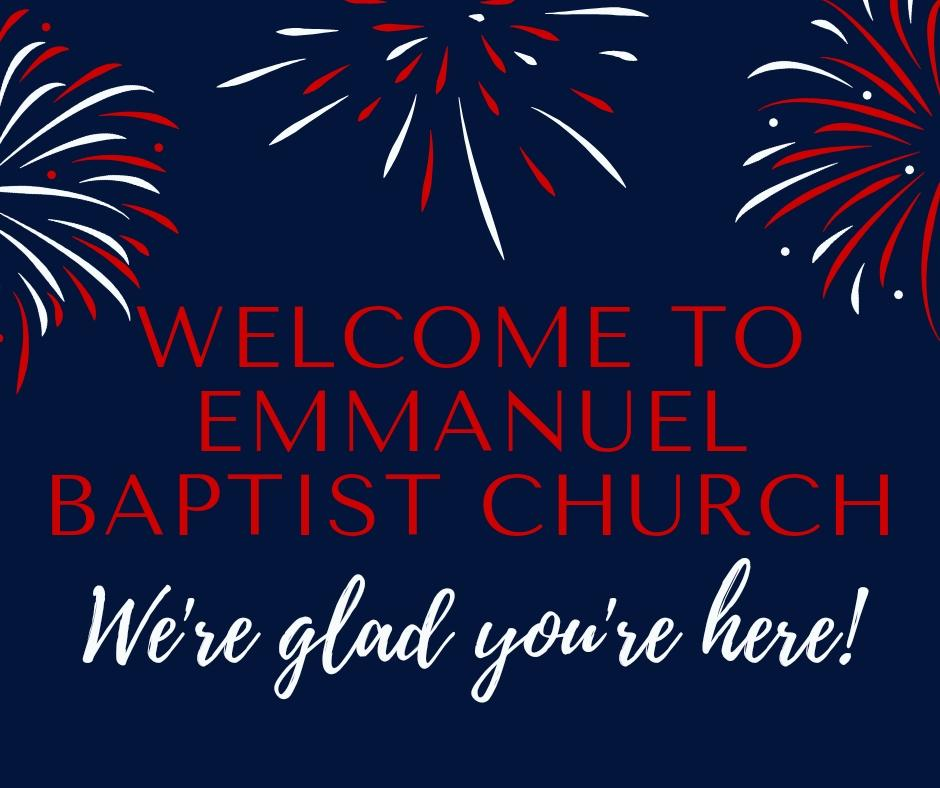 WELCOME TO
EMMANUEL
BAPTIST CHURCH
We're glad you're here!